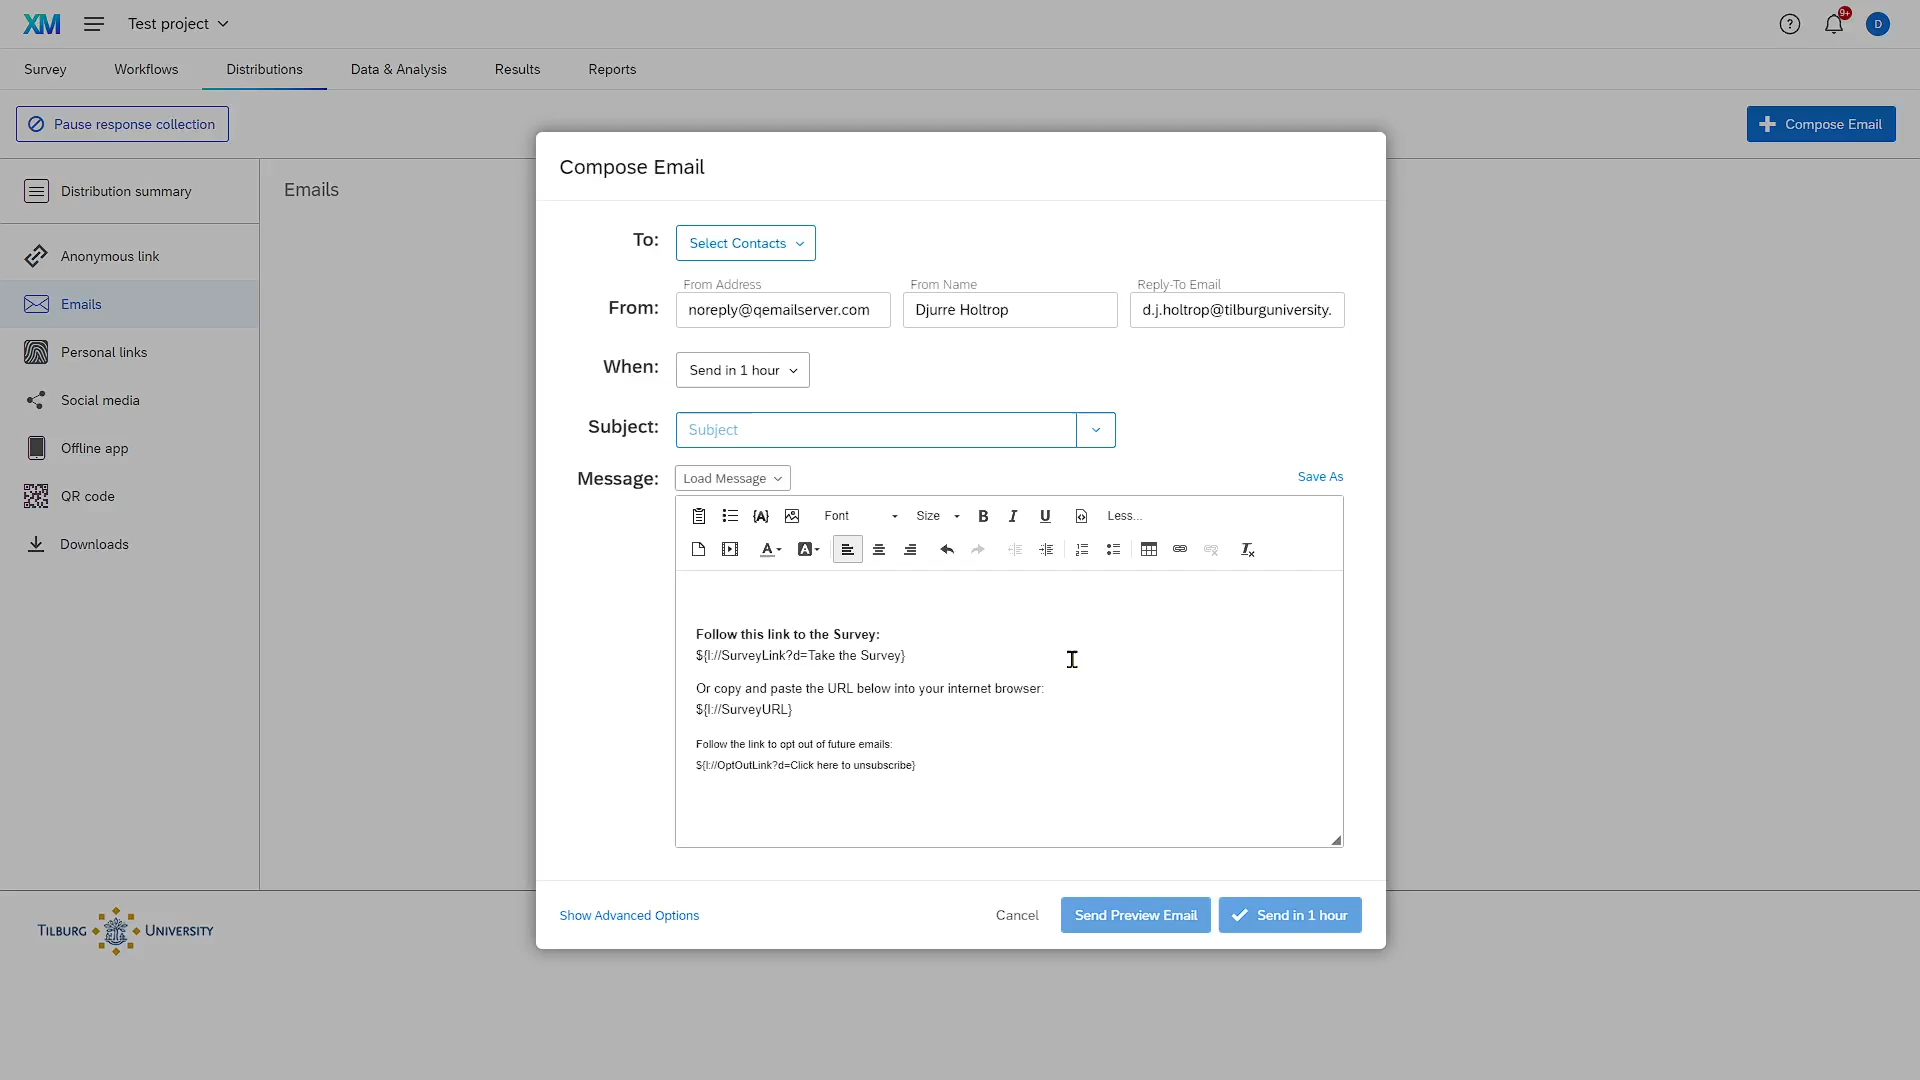 XM
Test project
9+
D
Survey
Workflows
Distributions
Data & Analysis
Results
Reports
Pause response collection
Compose Email
Distribution summary
Anonymous link
Emails
Personal links
Social media
Offline app
QR code
Downloads
Emails
Compose Email
To:
Select Contacts
From Address
From Name
Reply-To Email
From:
noreply@qemailserver.com
Djurre Holtrop
d.j.holtrop@tilburguniversity.
When:
Send in 1 hour
Subject:
Subject
Message:
Load Message
Save As
Font
Size
B
I
U
Less...
Follow this link to the Survey:
${l://SurveyLink?d=Take the Survey}
Or copy and paste the URL below into your internet browser:
${l://SurveyURL}
Follow the link to opt out of future emails:
${l://OptOutLink?d=Click here to unsubscribe}
Show Advanced Options
Cancel
Send Preview Email
Send in 1 hour
TILBURG UNIVERSITY